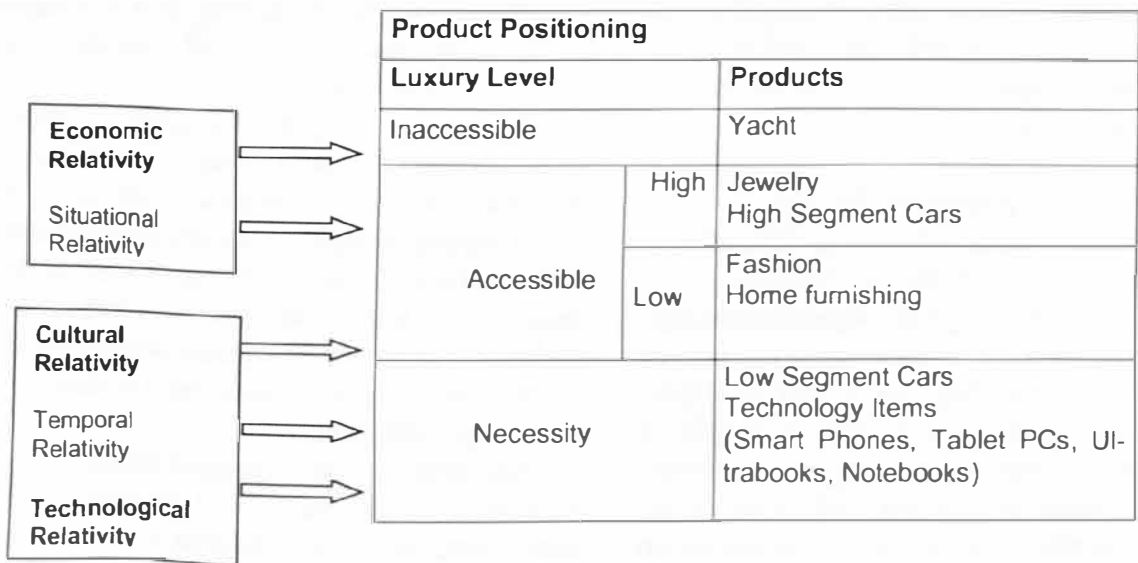 Economic
Relativity
Situational
Relativity
Cultural
Relativity
Temporal
Relativity
Technological
Relativity
Product Positioning
Luxury Level Products
Inaccessible Yacht
Accessible
High Jewelry
High Segment Cars
Low Fashion
Home furnishing
Necessity Low Segment Cars
Technology Items
(Smart Phones, Tablet PCs, Ul-
trabooks, Notebooks)